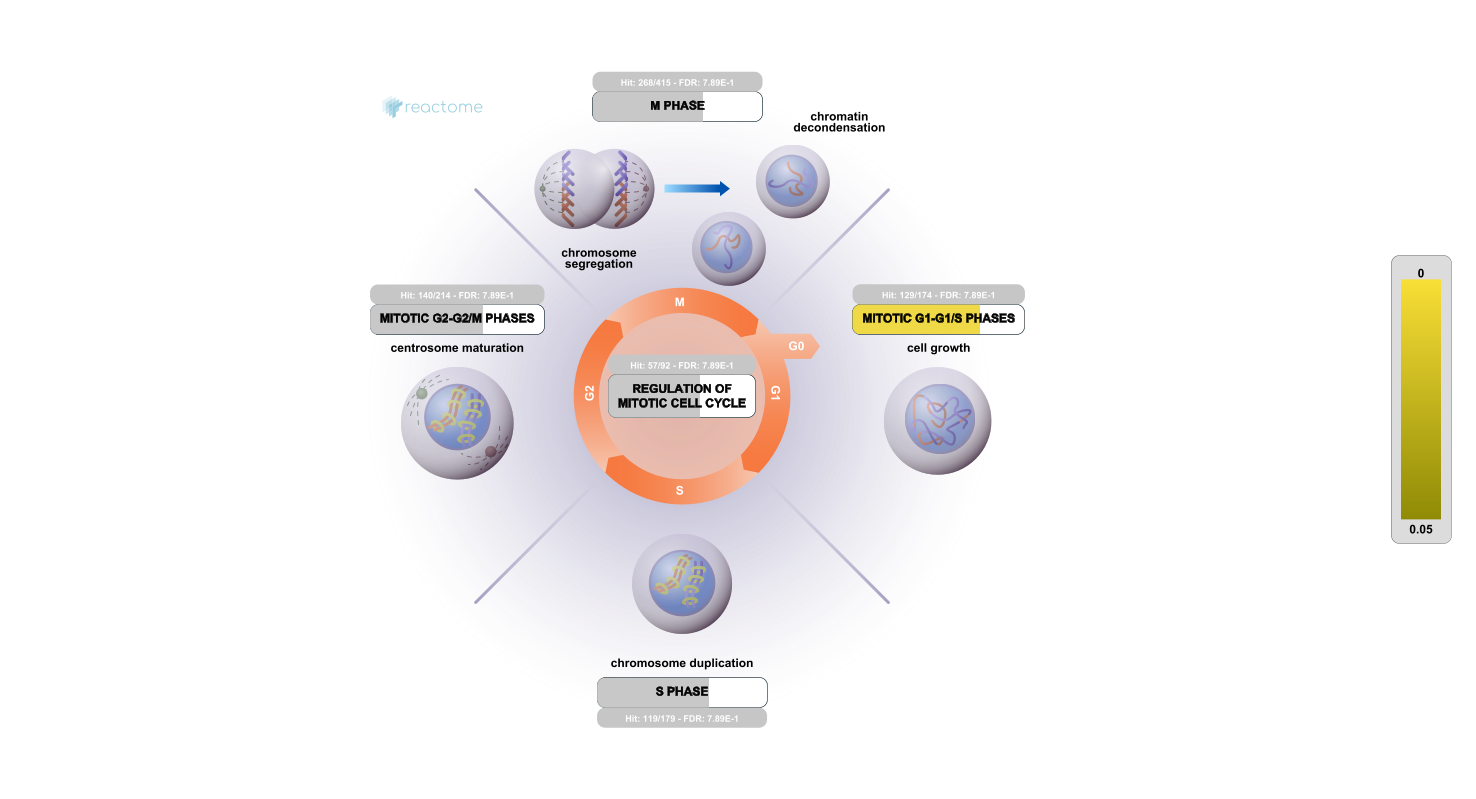 Hit: 268/415 - FDR: 7.89E-1
M PHASE
reactome
chromatin
decondensation
chromosome
segregation
Hit: 140/214 - FDR: 7.89E-1
MITOTIC G2-G2/M PHASES
centrosome maturation
Hit: 129/174 - FDR: 7.89E-1
MITOTIC G1-G1/S PHASES
cell growth
M
G0
G1
S
G2
Hit: 57/92 - FDR: 7.89E-1
REGULATION OF
MITOTIC CELL CYCLE
chromosome duplication
S PHASE
Hit: 119/179 - FDR: 7.89E-1
0
0.05